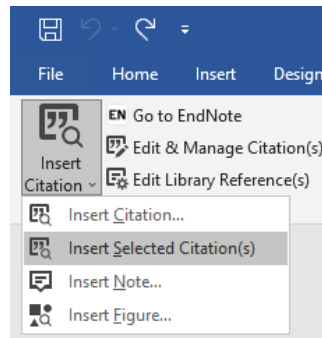 File Home Insert Design
EN Go to EndNote
Edit & Manage Citation(s)
Insert
Citation
Edit Library Reference(s)
Insert Citation...
Insert Selected Citation(s)
Insert Note...
Insert Figure...